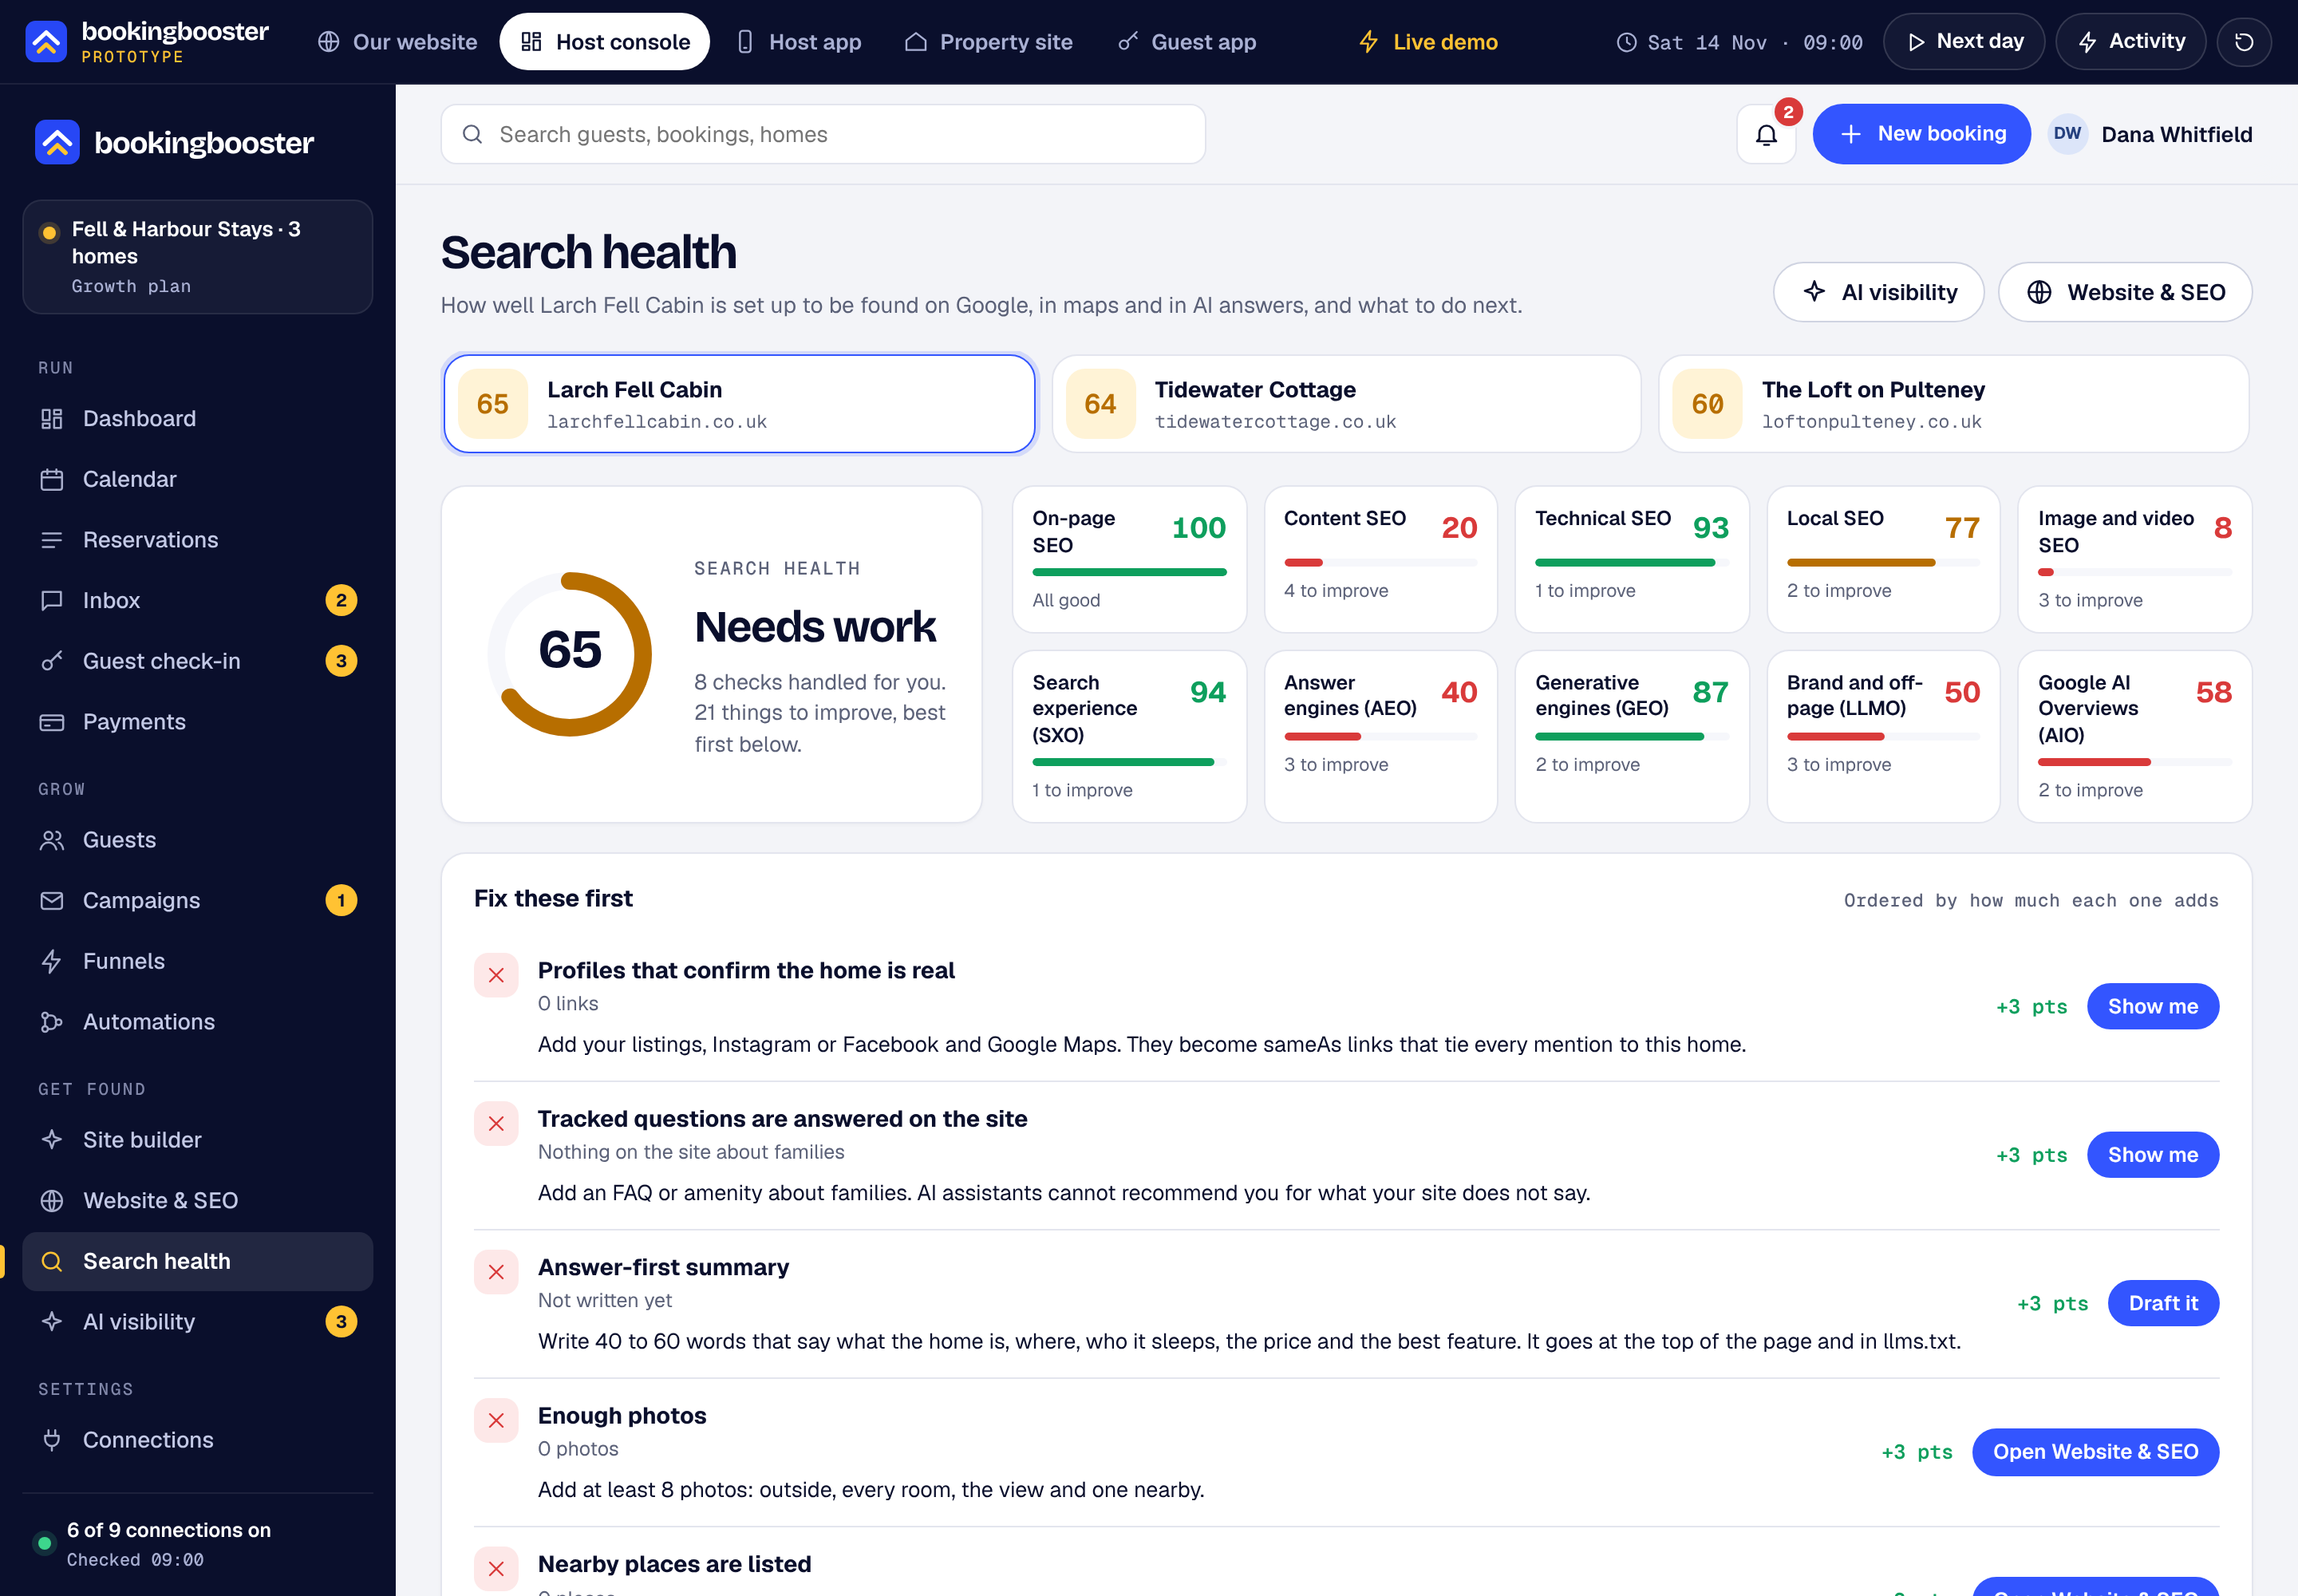 bookingbooster
PROTOTYPE
Our website
Host console
Host app
Property site
Guest app
Live demo
Sat 14 Nov · 09:00
Next day
Activity
bookingbooster
Fell & Harbour Stays · 3
homes
Growth plan
RUN
Dashboard
Calendar
Reservations
Inbox
2
Guest check-in
3
Payments
GROW
Guests
Campaigns
1
Funnels
Automations
GET FOUND
Site builder
Website & SEO
Search health
AI visibility
3
SETTINGS
Connections
6 of 9 connections on
Checked 09:00
Search guests, bookings, homes
2
New booking
DW
Dana Whitfield
Search health
How well Larch Fell Cabin is set up to be found on Google, in maps and in AI answers, and what to do next.
AI visibility
Website & SEO
65
Larch Fell Cabin
larchfellcabin.co.uk
64
Tidewater Cottage
tidewatercottage.co.uk
60
The Loft on Pulteney
loftonpulteney.co.uk
65
SEARCH HEALTH
Needs work
8 checks handled for you.
21 things to improve, best
first below.
On-page
SEO
100
All good
Content SEO
20
4 to improve
Technical SEO
93
1 to improve
Local SEO
77
2 to improve
Image and video
SEO
8
3 to improve
Search
experience
(SXO)
94
1 to improve
Answer
engines (AEO)
40
3 to improve
Generative
engines (GEO)
87
2 to improve
Brand and off-
page (LLMO)
50
3 to improve
Google AI
Overviews
(AIO)
58
2 to improve
Fix these first
Ordered by how much each one adds
Profiles that confirm the home is real
0 links
Add your listings, Instagram or Facebook and Google Maps. They become sameAs links that tie every mention to this home.
+3 pts
Show me
Tracked questions are answered on the site
Nothing on the site about families
Add an FAQ or amenity about families. AI assistants cannot recommend you for what your site does not say.
+3 pts
Show me
Answer-first summary
Not written yet
Write 40 to 60 words that say what the home is, where, who it sleeps, the price and the best feature. It goes at the top of the page and in llms.txt.
+3 pts
Draft it
Enough photos
0 photos
Add at least 8 photos: outside, every room, the view and one nearby.
+3 pts
Open Website & SEO
Nearby places are listed